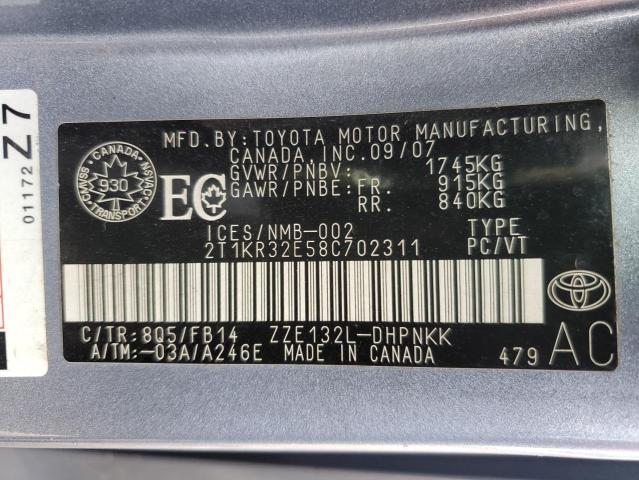 MFD.BY:TOYOTA MOTOR MANUFACTURING,
CANADA,INC.09/07
GVWR/PNBV: 1745KG
GAWR/PNBE:FR. 915KG
RR. 840KG
CANADA
930
TRANSPORT
EC
ICES/NMB-002 TYPE
2T1KR32E58C702311 PC/VT
C/TR:8Q5/FB14 ZZE132L-DHPNKK
A/TM:-03A/A246E MADE IN CANADA
479 AC
01172
Z7